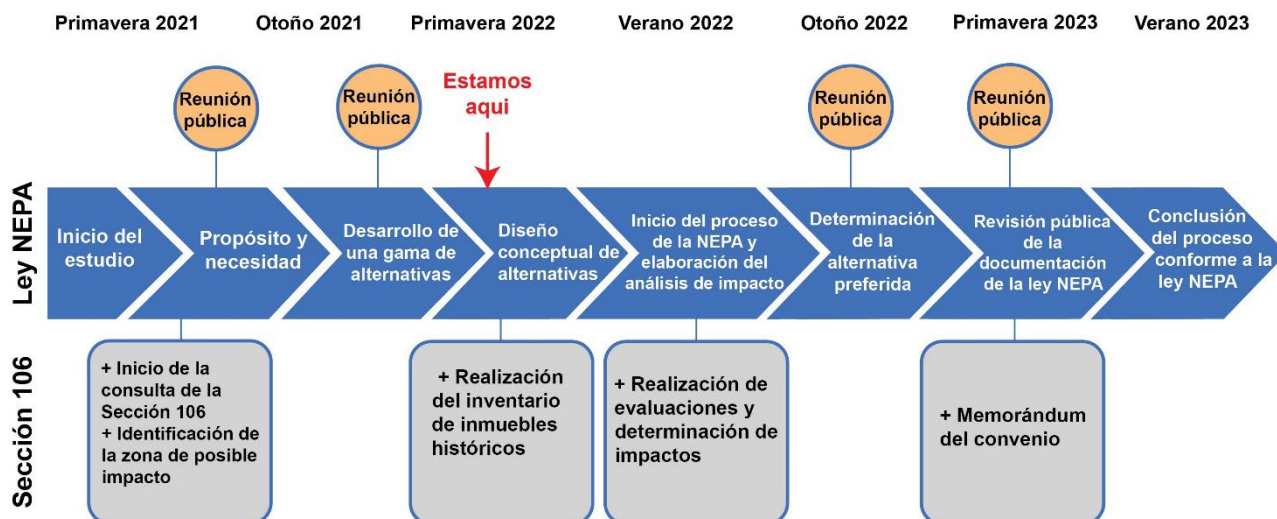 Primavera 2021
Otoño 2021
Primavera 2022
Verano 2022
Otoño 2022
Primavera 2023
Verano 2023
Reunión
pública
Reunión
pública
Estamos
aqui
Reunión
pública
Reunión
pública
Ley NEPA
Inicio del
estudio
Propósito y
necesidad
Desarrollo de
una gama de
alternativas
Diseño
conceptual de
alternativas
Inicio del proceso
de la NEPA y
elaboración del
análisis de impacto
Determinación
de la
alternativa
preferida
Revisión pública
de la
documentación
de la ley NEPA
Conclusión
del proceso
conforme a la
ley NEPA
Sección 106
+ Inicio de la
consulta de la
Sección 106
+ Identificación de
la zona de posible
impacto
+ Realización
del inventario
de inmuebles
históricos
+ Realización de
evaluaciones y
determinación de
impactos
+ Memorándum
del convenio